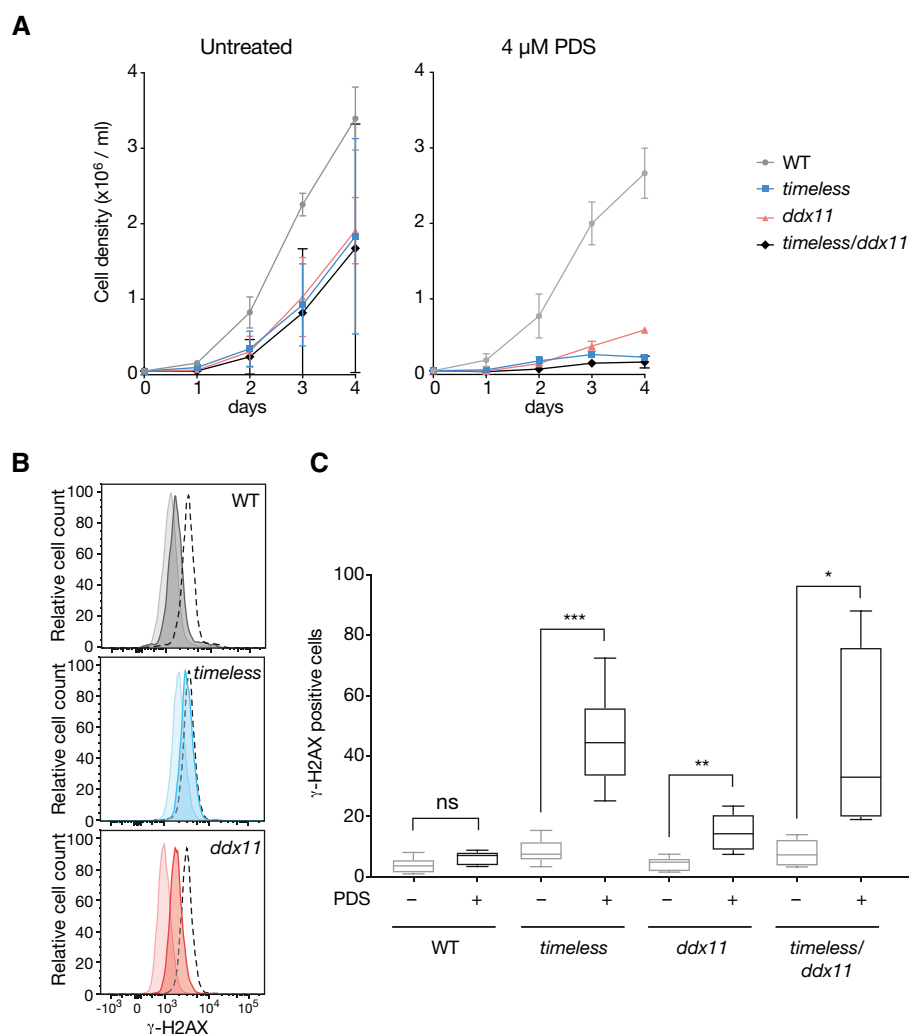 A
Untreated
4 µM PDS
Cell density (x10⁶ / ml)
4
3
2
1
0
0 1 2 3 4
days
4
3
2
1
0
0 1 2 3 4
days
WT
timeless
ddx11
timeless/ddx11
B
Relative cell count
100
80
60
40
20
0
WT
Relative cell count
100
80
60
40
20
0
timeless
Relative cell count
100
80
60
40
20
0
ddx11
-10³ 0 10³ 10⁴ 10⁵
γ-H2AX
C
γ-H2AX positive cells
100
80
60
40
20
0
ns
***
**
*
PDS − + − + − + − +
WT timeless ddx11 timeless/
ddx11